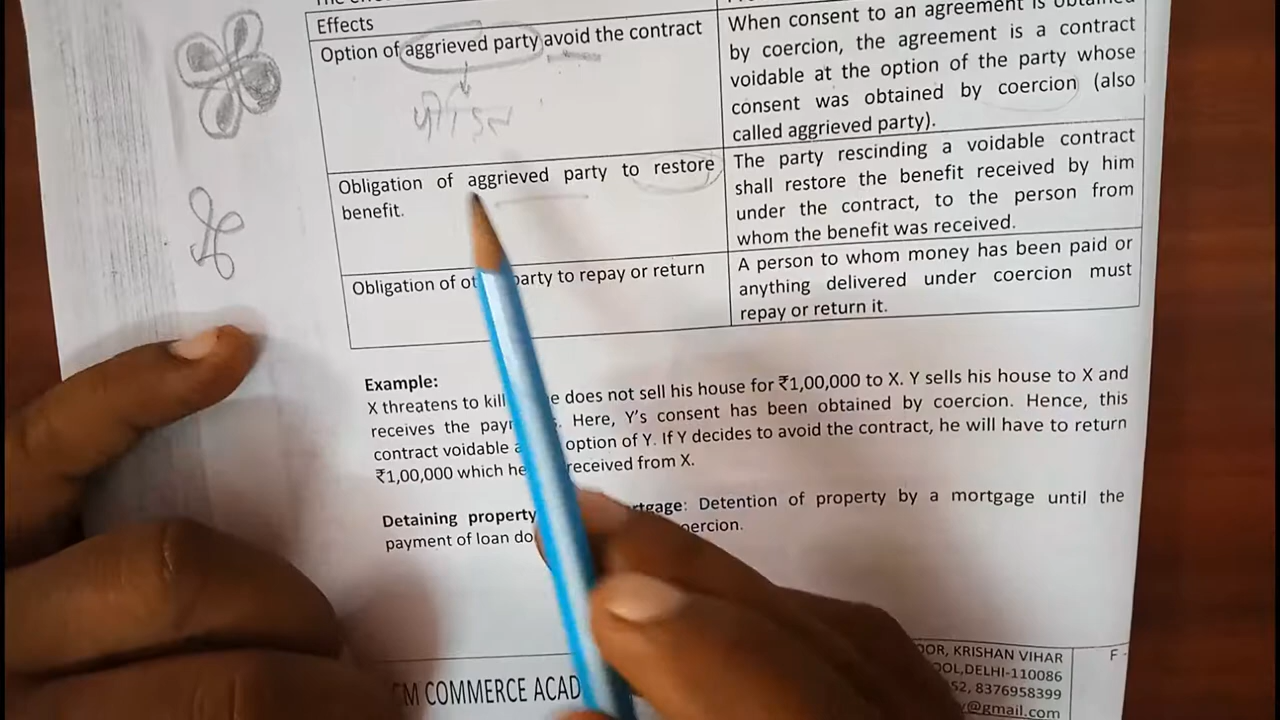 Effects
Option of aggrieved party avoid the contract
पीड़ित
When consent to an agreement is obtained
by coercion, the agreement is a contract
voidable at the option of the party whose
consent was obtained by coercion (also
called aggrieved party).
Obligation of aggrieved party to restore
benefit.
The party rescinding a voidable contract
shall restore the benefit received by him
under the contract, to the person from
whom the benefit was received.
Obligation of party to repay or return
A person to whom money has been paid or
anything delivered under coercion must
repay or return it.
Example:
X threatens to kill does not sell his house for ₹1,00,000 to X. Y sells his house to X and
receives the Here, Y's consent has been obtained by coercion. Hence, this
contract voidable option of Y. If Y decides to avoid the contract, he will have to return
₹1,00,000 which he received from X.
Detaining property : Detention of property by a mortgage until the
payment of loan
COMMERCE
KRISHAN VIHAR
DELHI-110086
52, 8376958399
@gmail.com
F -